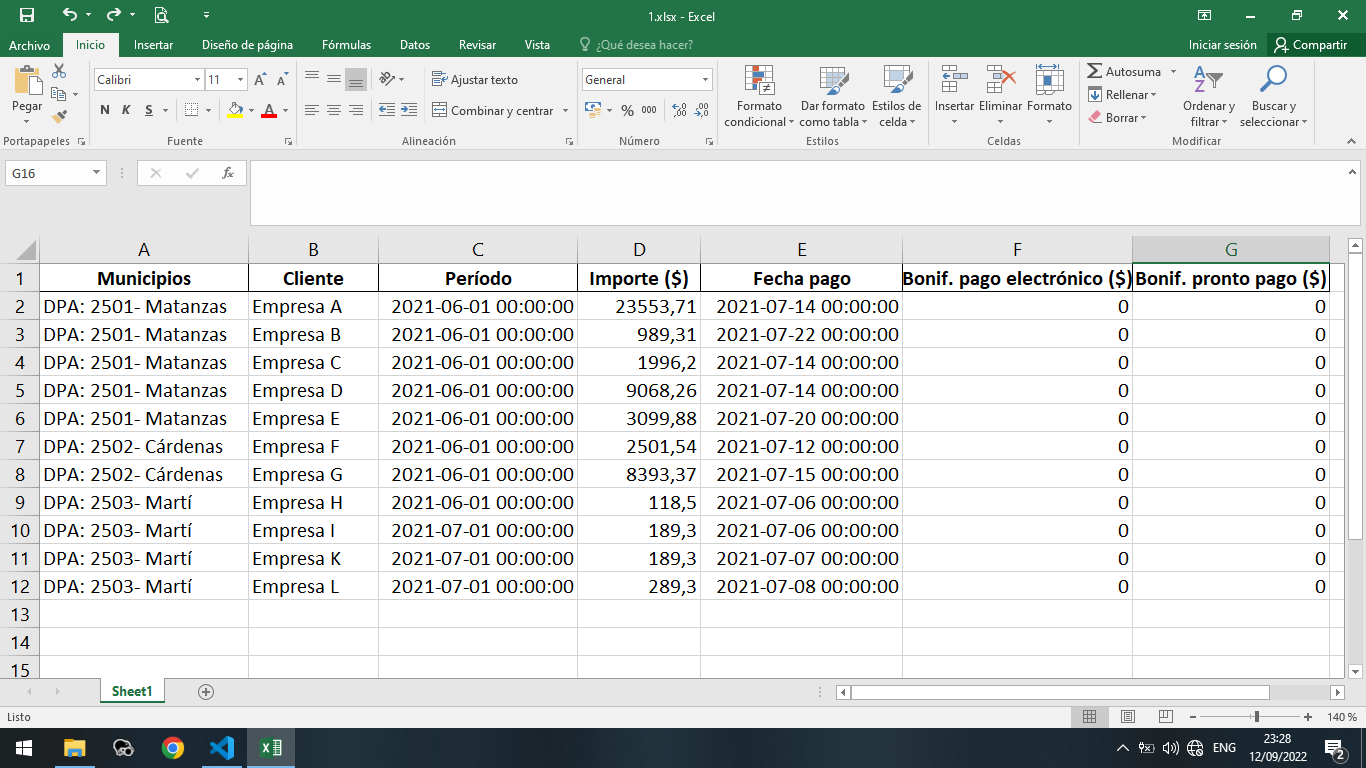 1.xlsx - Excel
Archivo Inicio Insertar Diseño de página Fórmulas Datos Revisar Vista ¿Qué desea hacer? Iniciar sesión Compartir
Pegar
Calibri 11
N K S
Ajustar texto
Combinar y centrar
General
% 000
Formato condicional
Dar formato como tabla
Estilos de celda
Insertar Eliminar Formato
Autosuma
Rellenar
Borrar
Ordenar y filtrar
Buscar y seleccionar
Portapapeles Fuente Alineación Número Estilos Celdas Modificar
G16 fx
A B C D E F G
1 Municipios Cliente Período Importe ($) Fecha pago Bonif. pago electrónico ($) Bonif. pronto pago ($)
2 DPA: 2501- Matanzas Empresa A 2021-06-01 00:00:00 23553,71 2021-07-14 00:00:00 0 0
3 DPA: 2501- Matanzas Empresa B 2021-06-01 00:00:00 989,31 2021-07-22 00:00:00 0 0
4 DPA: 2501- Matanzas Empresa C 2021-06-01 00:00:00 1996,2 2021-07-14 00:00:00 0 0
5 DPA: 2501- Matanzas Empresa D 2021-06-01 00:00:00 9068,26 2021-07-14 00:00:00 0 0
6 DPA: 2501- Matanzas Empresa E 2021-06-01 00:00:00 3099,88 2021-07-20 00:00:00 0 0
7 DPA: 2502- Cárdenas Empresa F 2021-06-01 00:00:00 2501,54 2021-07-12 00:00:00 0 0
8 DPA: 2502- Cárdenas Empresa G 2021-06-01 00:00:00 8393,37 2021-07-15 00:00:00 0 0
9 DPA: 2503- Martí Empresa H 2021-06-01 00:00:00 118,5 2021-07-06 00:00:00 0 0
10 DPA: 2503- Martí Empresa I 2021-07-01 00:00:00 189,3 2021-07-06 00:00:00 0 0
11 DPA: 2503- Martí Empresa K 2021-07-01 00:00:00 189,3 2021-07-07 00:00:00 0 0
12 DPA: 2503- Martí Empresa L 2021-07-01 00:00:00 289,3 2021-07-08 00:00:00 0 0
13
14
15
Sheet1
Listo 140 %
ENG 23:28
12/09/2022 2